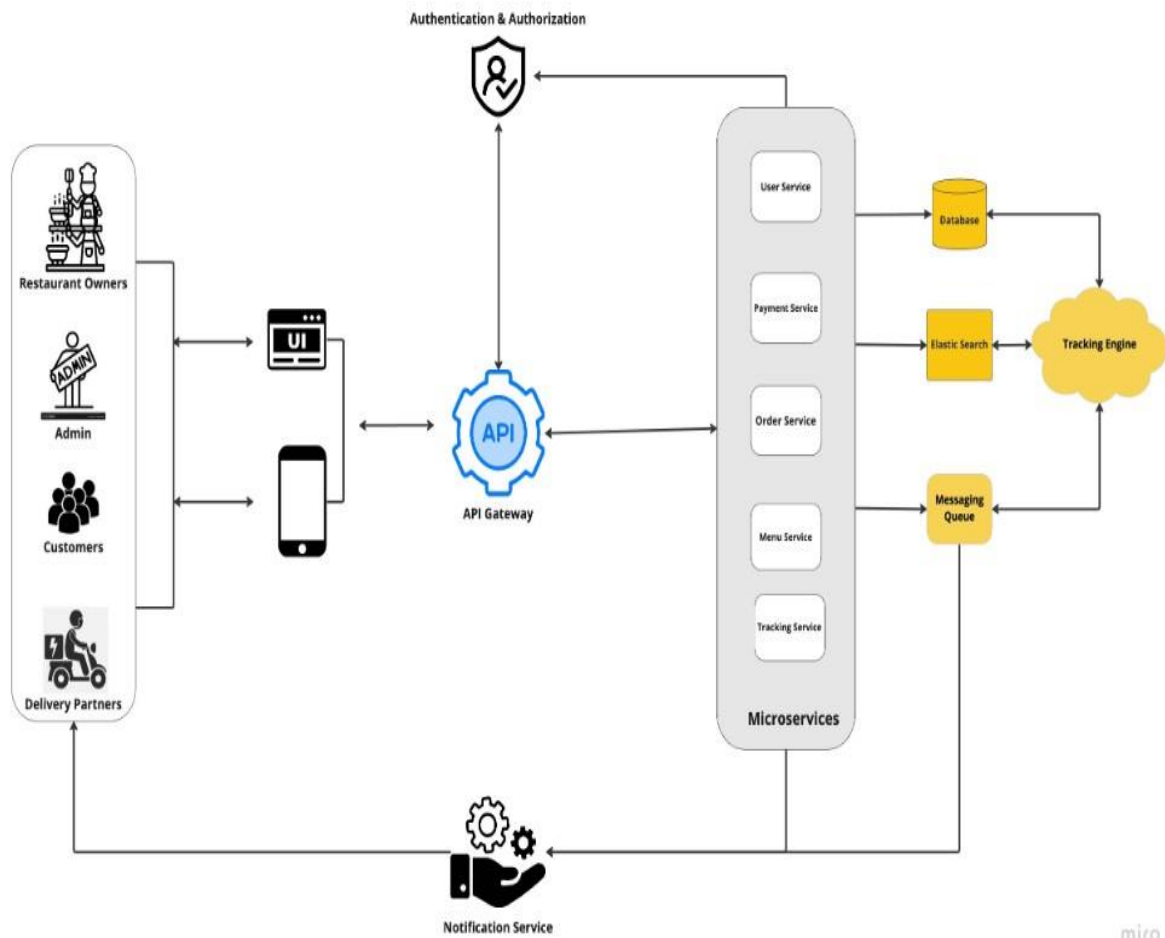 Authentication & Authorization
Restaurant Owners
ADMIN
Admin
Customers
Delivery Partners
UI
API
API Gateway
User Service
Payment Service
Order Service
Menu Service
Tracking Service
Microservices
Database
Elastic Search
Messaging
Queue
Tracking Engine
Notification Service
miro